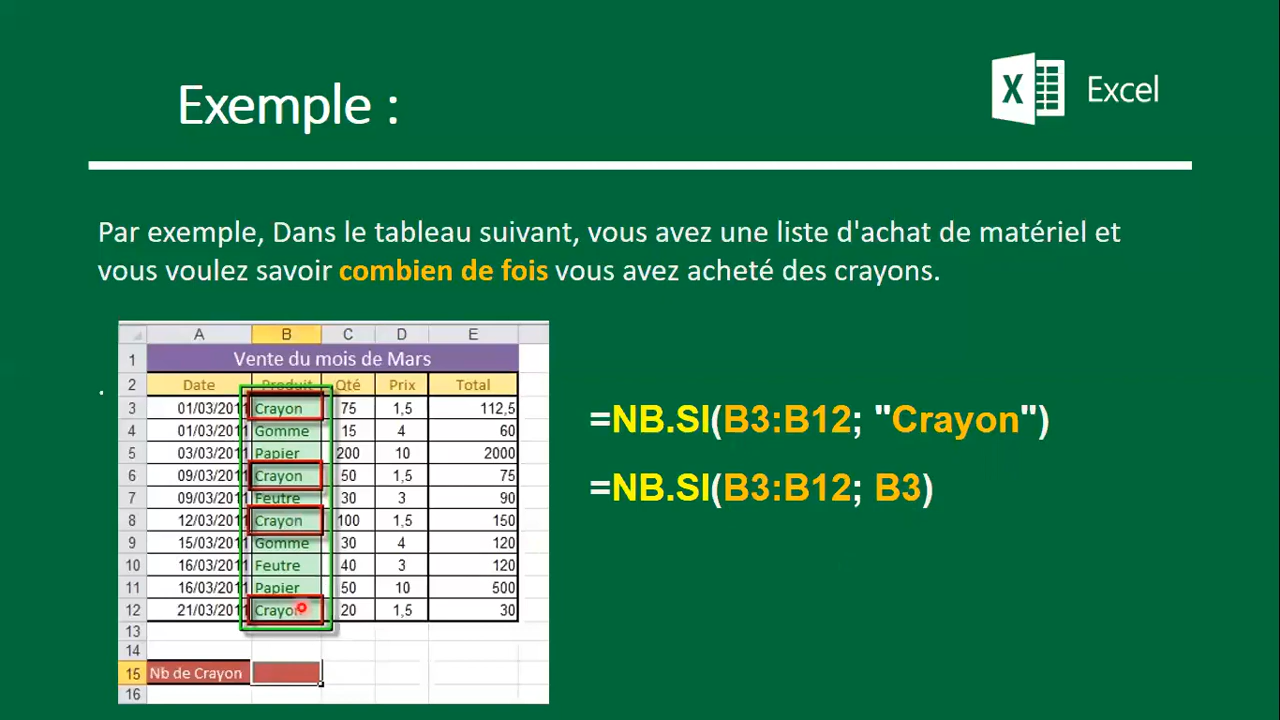 Exemple :
X Excel
Par exemple, Dans le tableau suivant, vous avez une liste d'achat de matériel et
vous voulez savoir combien de fois vous avez acheté des crayons.
A B C D E
1 Vente du mois de Mars
2 Date Produit Qté Prix Total
3 01/03/2011 Crayon 75 1,5 112,5
4 01/03/2011 Gomme 15 4 60
5 03/03/2011 Papier 200 10 2000
6 09/03/2011 Crayon 50 1,5 75
7 09/03/2011 Feutre 30 3 90
8 12/03/2011 Crayon 100 1,5 150
9 15/03/2011 Gomme 30 4 120
10 16/03/2011 Feutre 40 3 120
11 16/03/2011 Papier 50 10 500
12 21/03/2011 Crayon 20 1,5 30
13
14
15 Nb de Crayon
16
=NB.SI(B3:B12; "Crayon")
=NB.SI(B3:B12; B3)